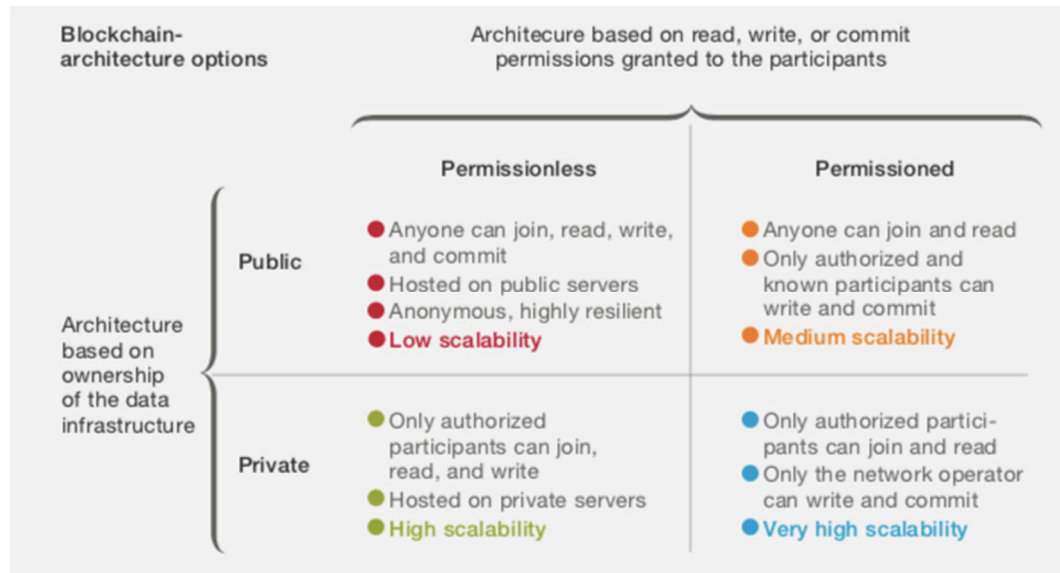 Blockchain-
architecture options
Architecure based on read, write, or commit
permissions granted to the participants
Permissionless
Permissioned
Architecture
based on
ownership
of the data
infrastructure
Public
Anyone can join, read, write,
and commit
Hosted on public servers
Anonymous, highly resilient
Low scalability
Anyone can join and read
Only authorized and
known participants can
write and commit
Medium scalability
Private
Only authorized
participants can join,
read, and write
Hosted on private servers
High scalability
Only authorized partici-
pants can join and read
Only the network operator
can write and commit
Very high scalability